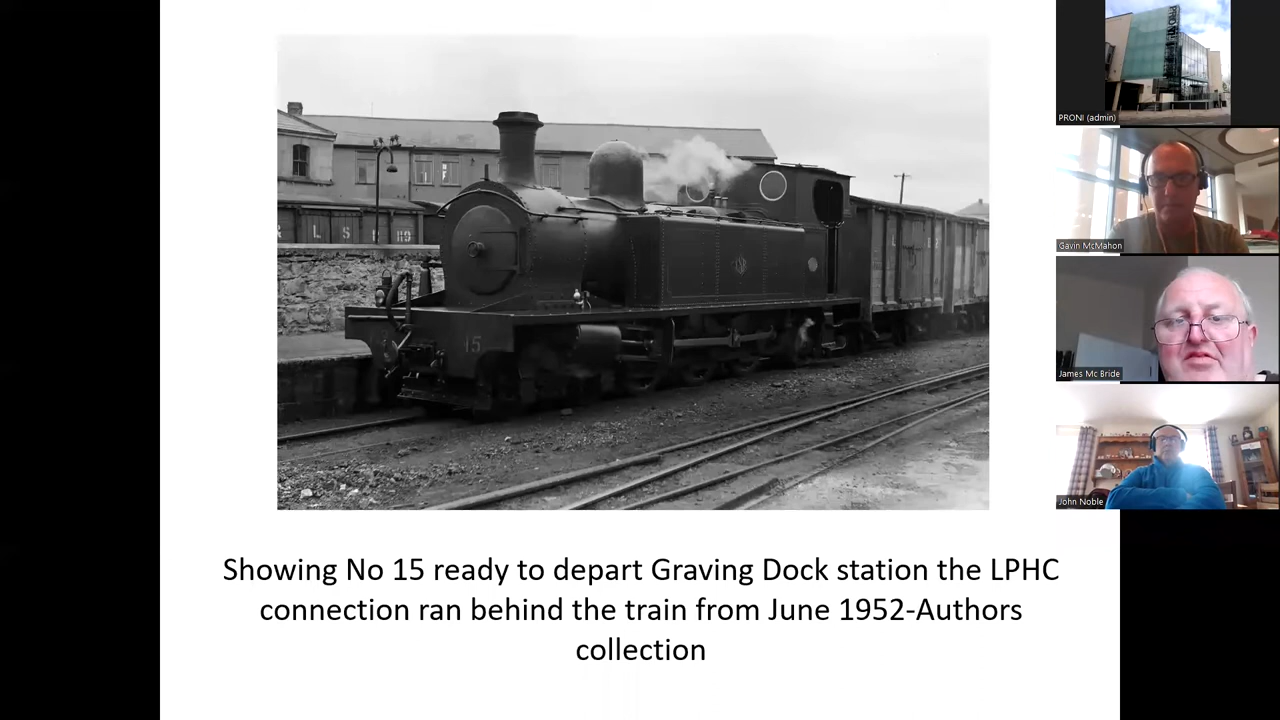 PRONI
PRONI (admin)
Gavin McMahon
James Mc Bride
John Noble
L S
15
Showing No 15 ready to depart Graving Dock station the LPHC
connection ran behind the train from June 1952-Authors
collection